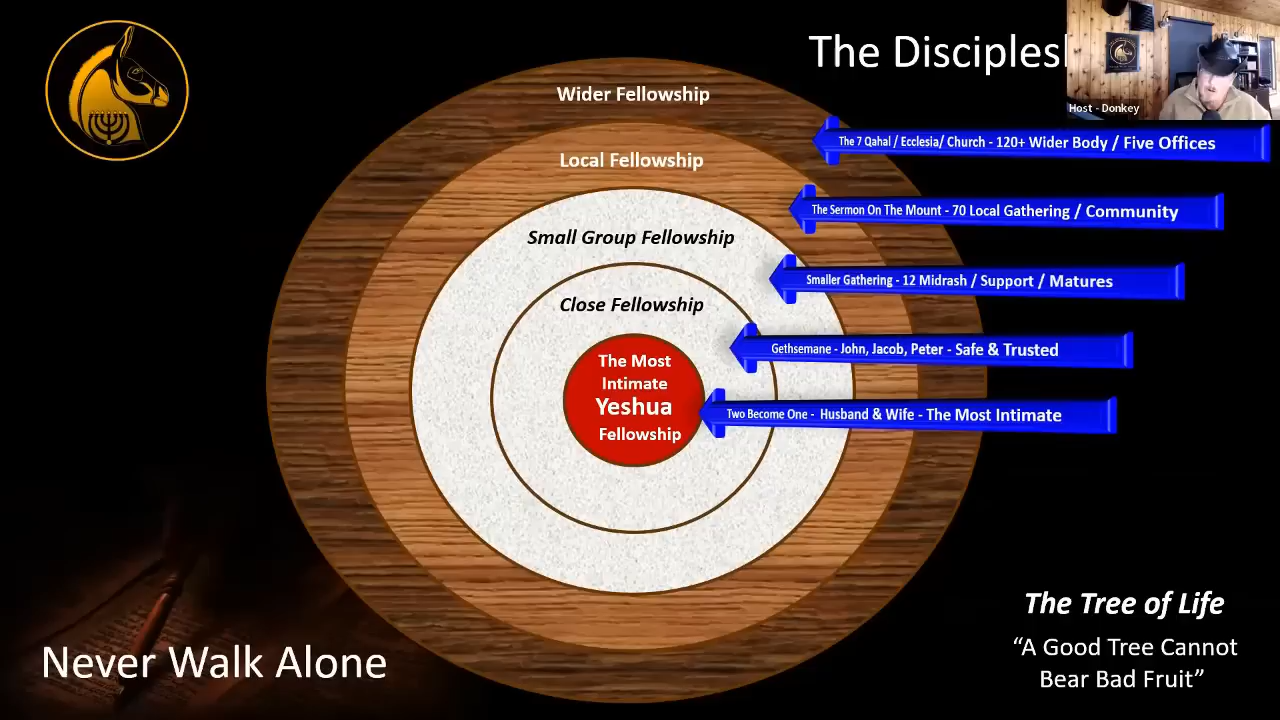 The Disciples
Host - Donkey
Wider Fellowship
The 7 Qahal / Ecclesia/ Church - 120+ Wider Body / Five Offices
Local Fellowship
The Sermon On The Mount - 70 Local Gathering / Community
Small Group Fellowship
Smaller Gathering - 12 Midrash / Support / Matures
Close Fellowship
Gethsemane - John, Jacob, Peter - Safe & Trusted
The Most
Intimate
Yeshua
Fellowship
Two Become One - Husband & Wife - The Most Intimate
The Tree of Life
“A Good Tree Cannot
Bear Bad Fruit”
Never Walk Alone